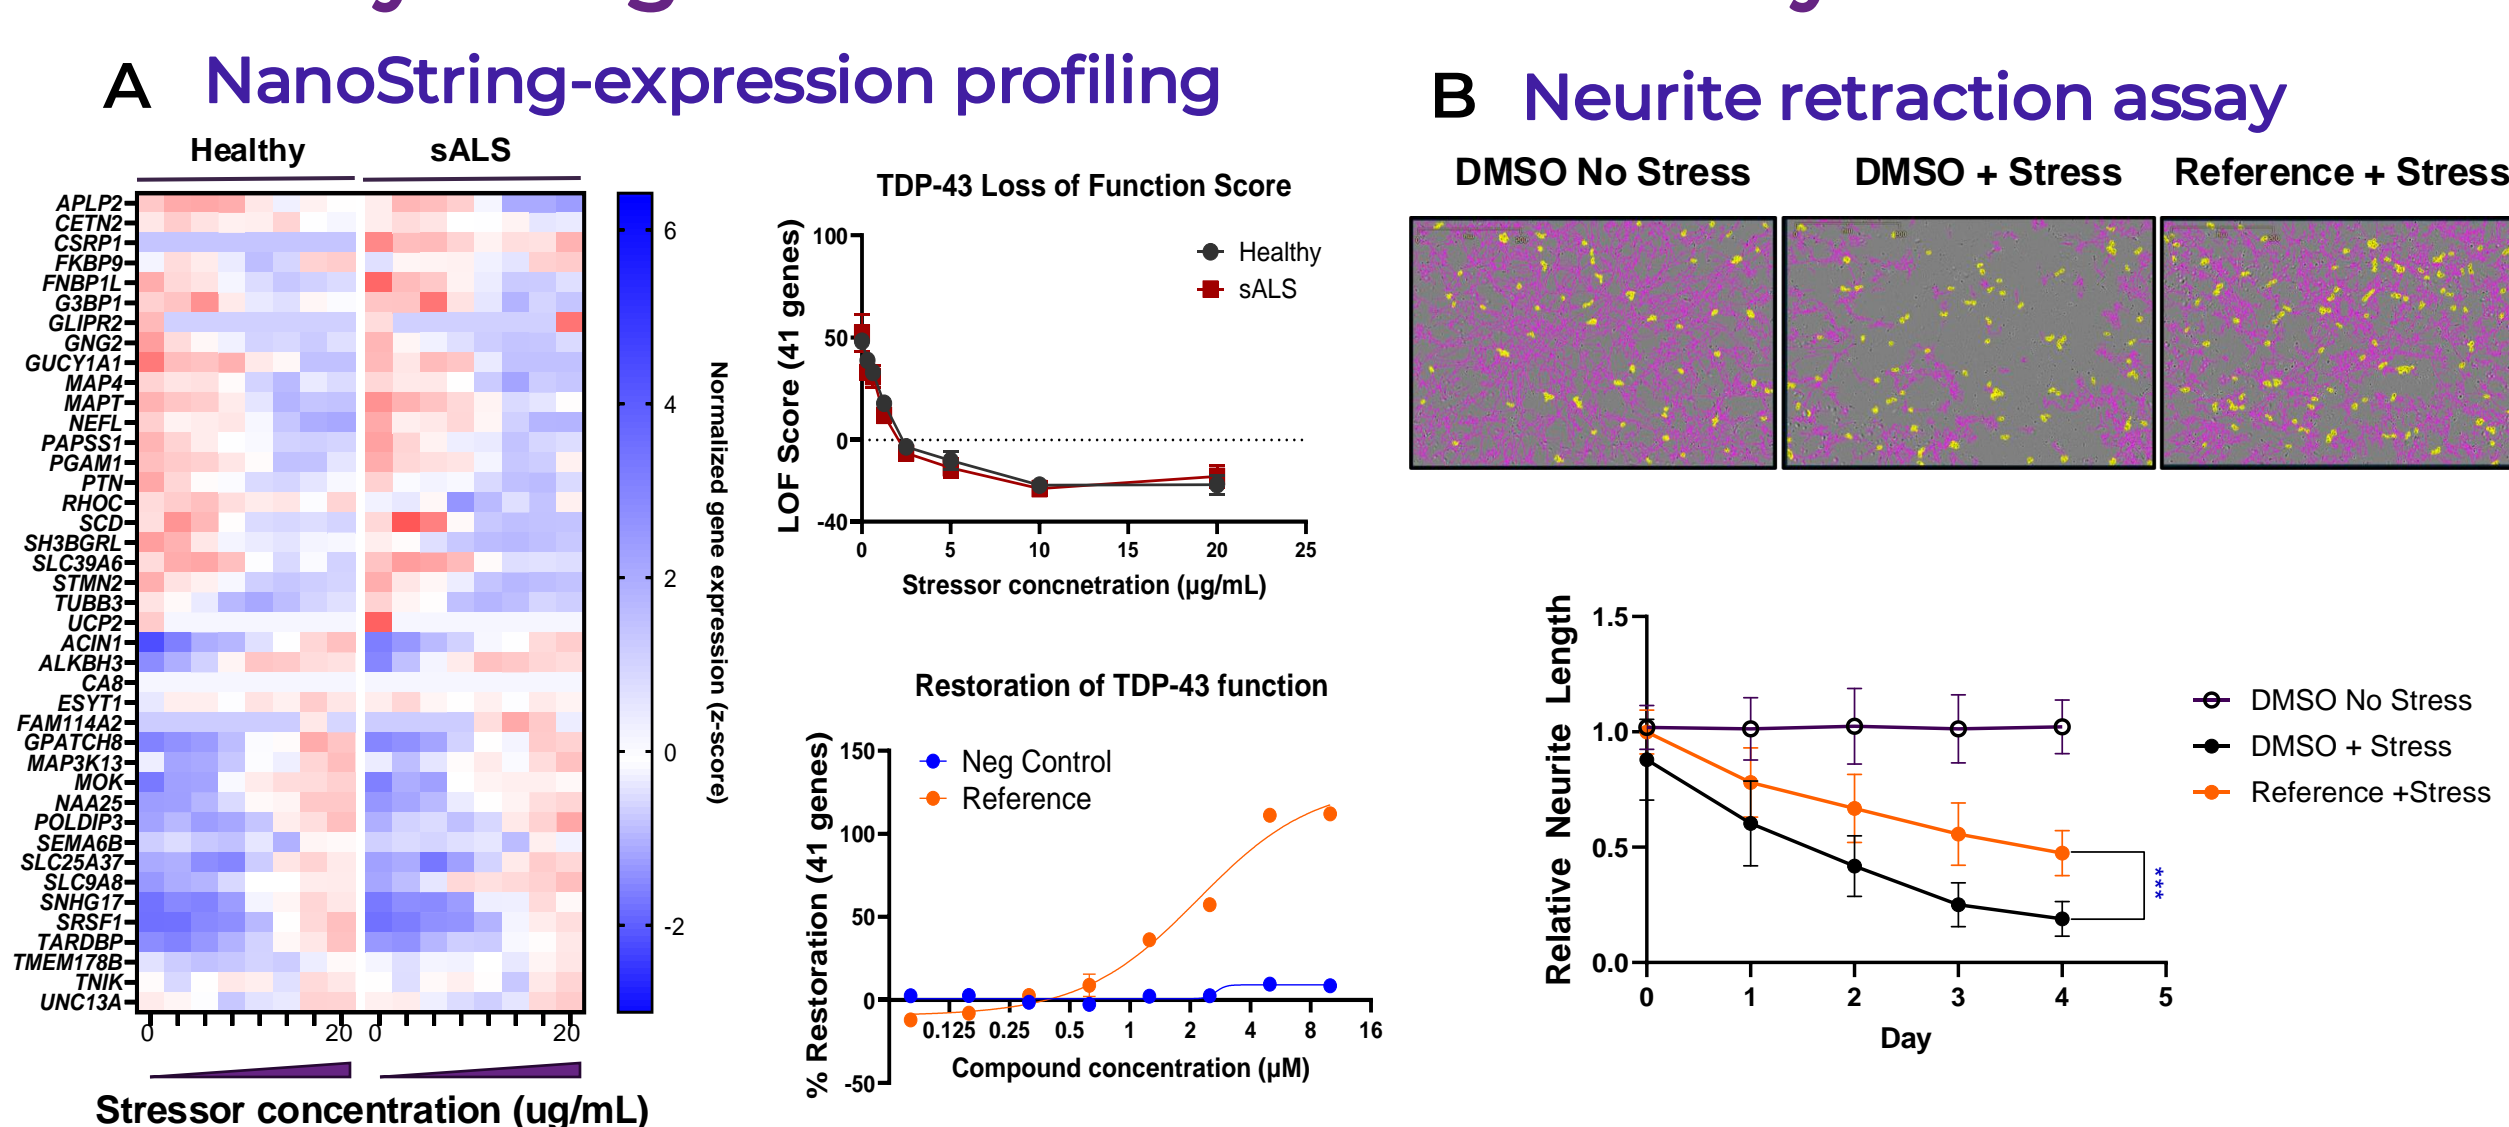 A NanoString-expression profiling
Healthy sALS
APLP2
CETN2
CSRP1
FKBP9
FNBP1L
G3BP1
GLIPR2
GNG2
GUCY1A1
MAP4
MAPT
NEFL
PAPSS1
PGAM1
PTN
RHOC
SCD
SH3BGRL
SLC39A6
STMN2
TUBB3
UCP2
ACIN1
ALKBH3
CA8
ESYT1
FAM114A2
GPATCH8
MAP3K13
MOK
NAA25
POLDIP3
SEMA6B
SLC25A37
SLC9A8
SNHG17
SRSF1
TARDBP
TMEM178B
TNIK
UNC13A
0 20 0 20
Stressor concentration (ug/mL)
6
4
2
0
-2
Normalized gene expression (z-score)
TDP-43 Loss of Function Score
LOF Score (41 genes)
100
50
0
-40
0 5 10 15 20 25
Stressor concnetration (µg/mL)
Healthy
sALS
Restoration of TDP-43 function
% Restoration (41 genes)
150
100
50
0
-50
Neg Control
Reference
0.125 0.25 0.5 1 2 4 8 16
Compound concentration (µM)
B Neurite retraction assay
DMSO No Stress DMSO + Stress Reference + Stress
Relative Neurite Length
1.5
1.0
0.5
0.0
0 1 2 3 4 5
Day
DMSO No Stress
DMSO + Stress
Reference +Stress
***